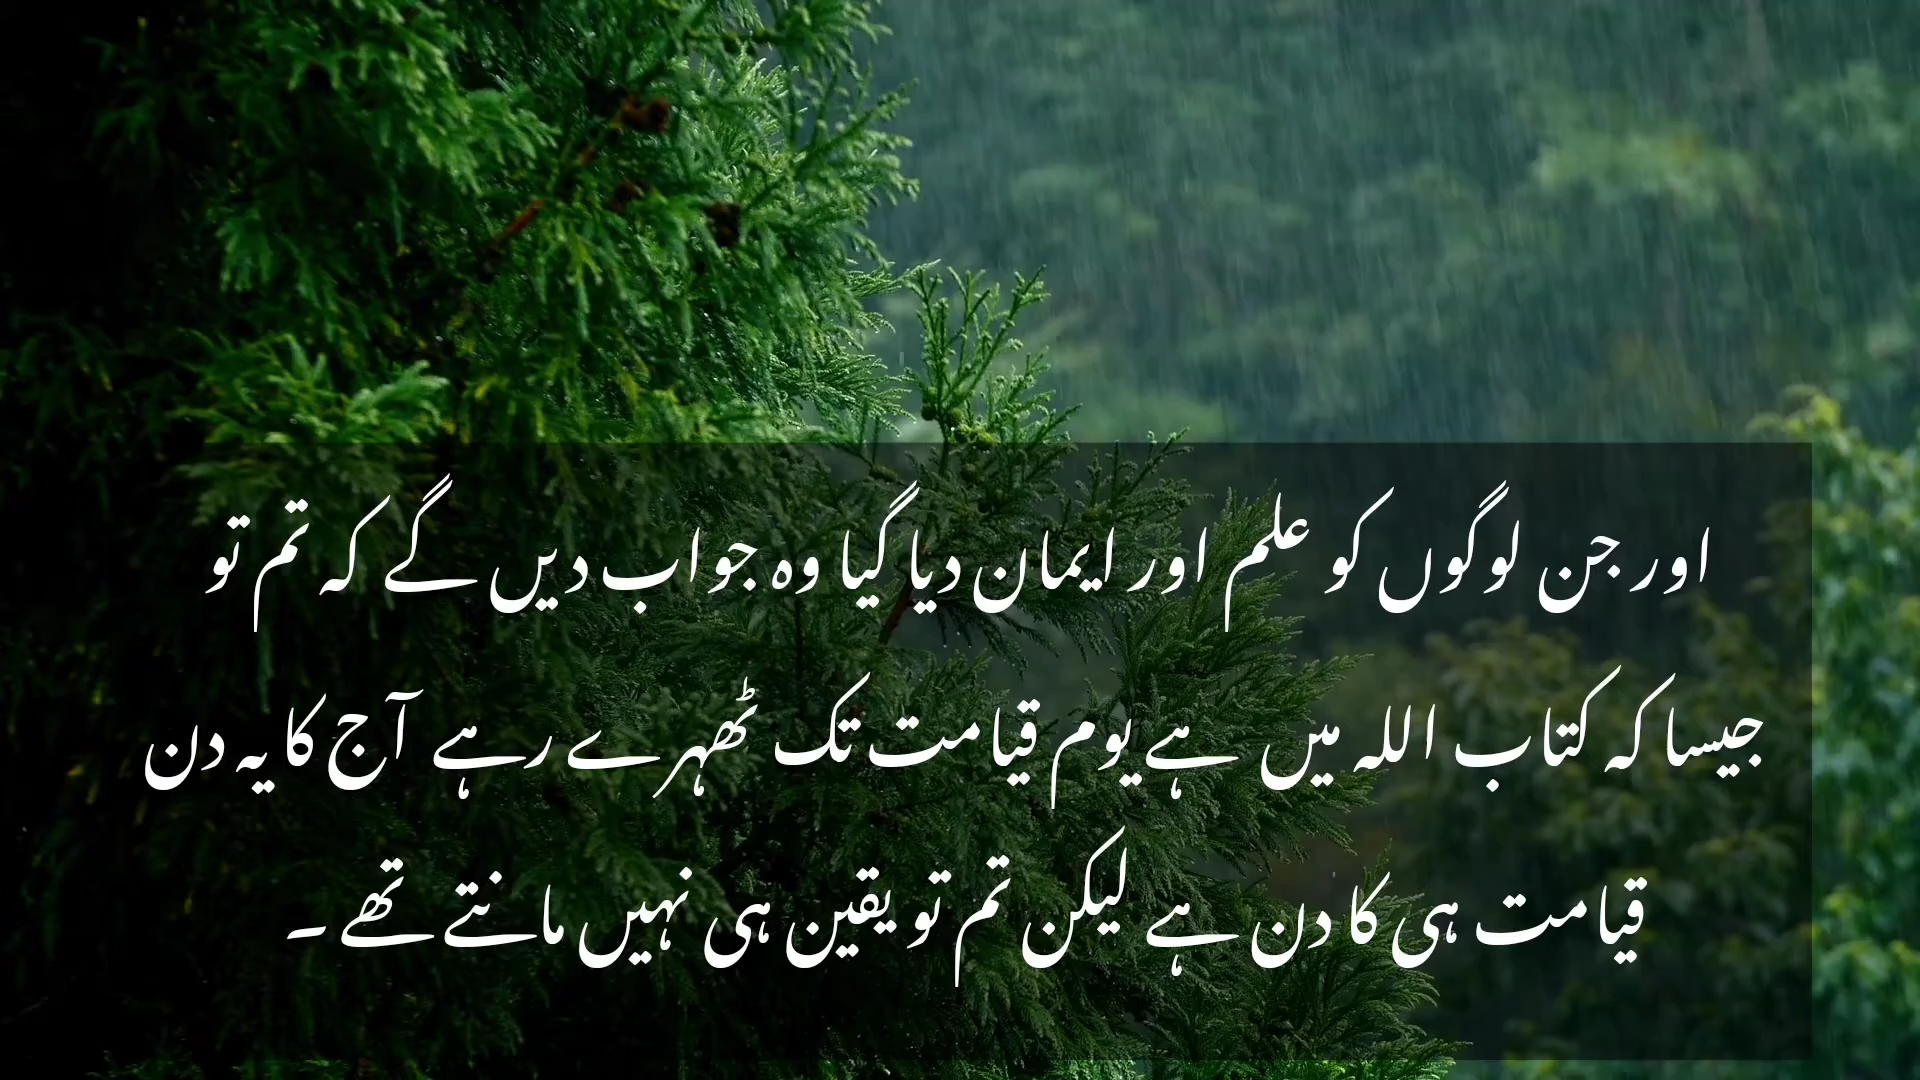 اور جن لوگوں کو علم اور ایمان دیا گیا وہ جواب دیں گے کہ تم تو
جیسا کہ کتاب اللہ میں ہے یوم قیامت تک ٹھہرے رہے آج کا یہ دن
قیامت ہی کا دن ہے لیکن تم تو یقین ہی نہیں مانتے تھے ۔